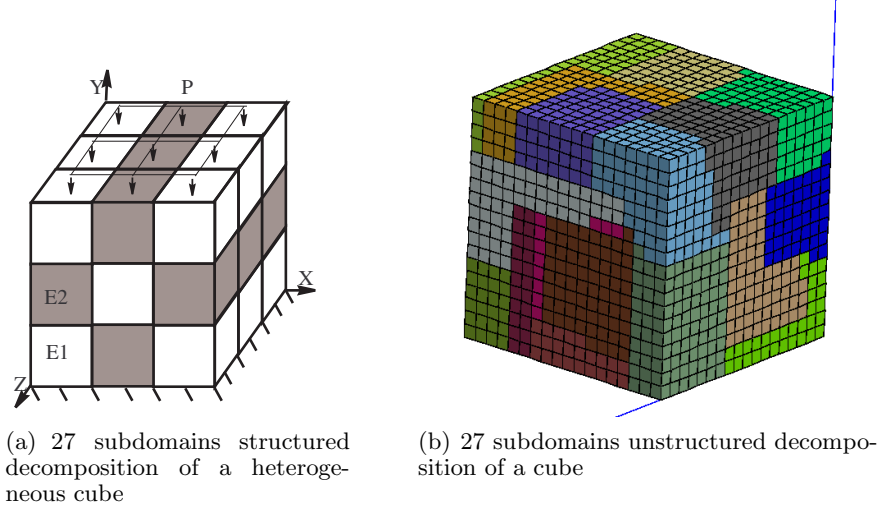 Y
P
X
E2
E1
Z
(a) 27 subdomains structured
decomposition of a heteroge-
neous cube
(b) 27 subdomains unstructured decompo-
sition of a cube